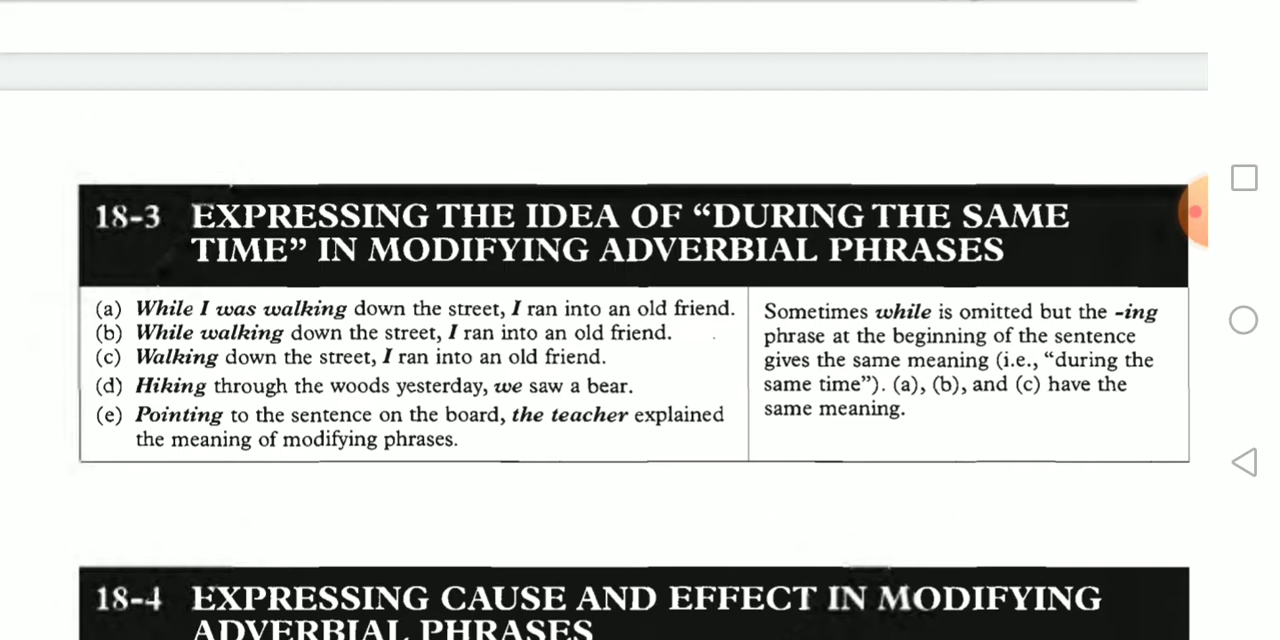 18-3 EXPRESSING THE IDEA OF “DURING THE SAME
TIME” IN MODIFYING ADVERBIAL PHRASES
(a) While I was walking down the street, I ran into an old friend.
(b) While walking down the street, I ran into an old friend.
(c) Walking down the street, I ran into an old friend.
(d) Hiking through the woods yesterday, we saw a bear.
(e) Pointing to the sentence on the board, the teacher explained
the meaning of modifying phrases.
Sometimes while is omitted but the -ing
phrase at the beginning of the sentence
gives the same meaning (i.e., “during the
same time”). (a), (b), and (c) have the
same meaning.
18-4 EXPRESSING CAUSE AND EFFECT IN MODIFYING
ADVERBIAL PHRASES